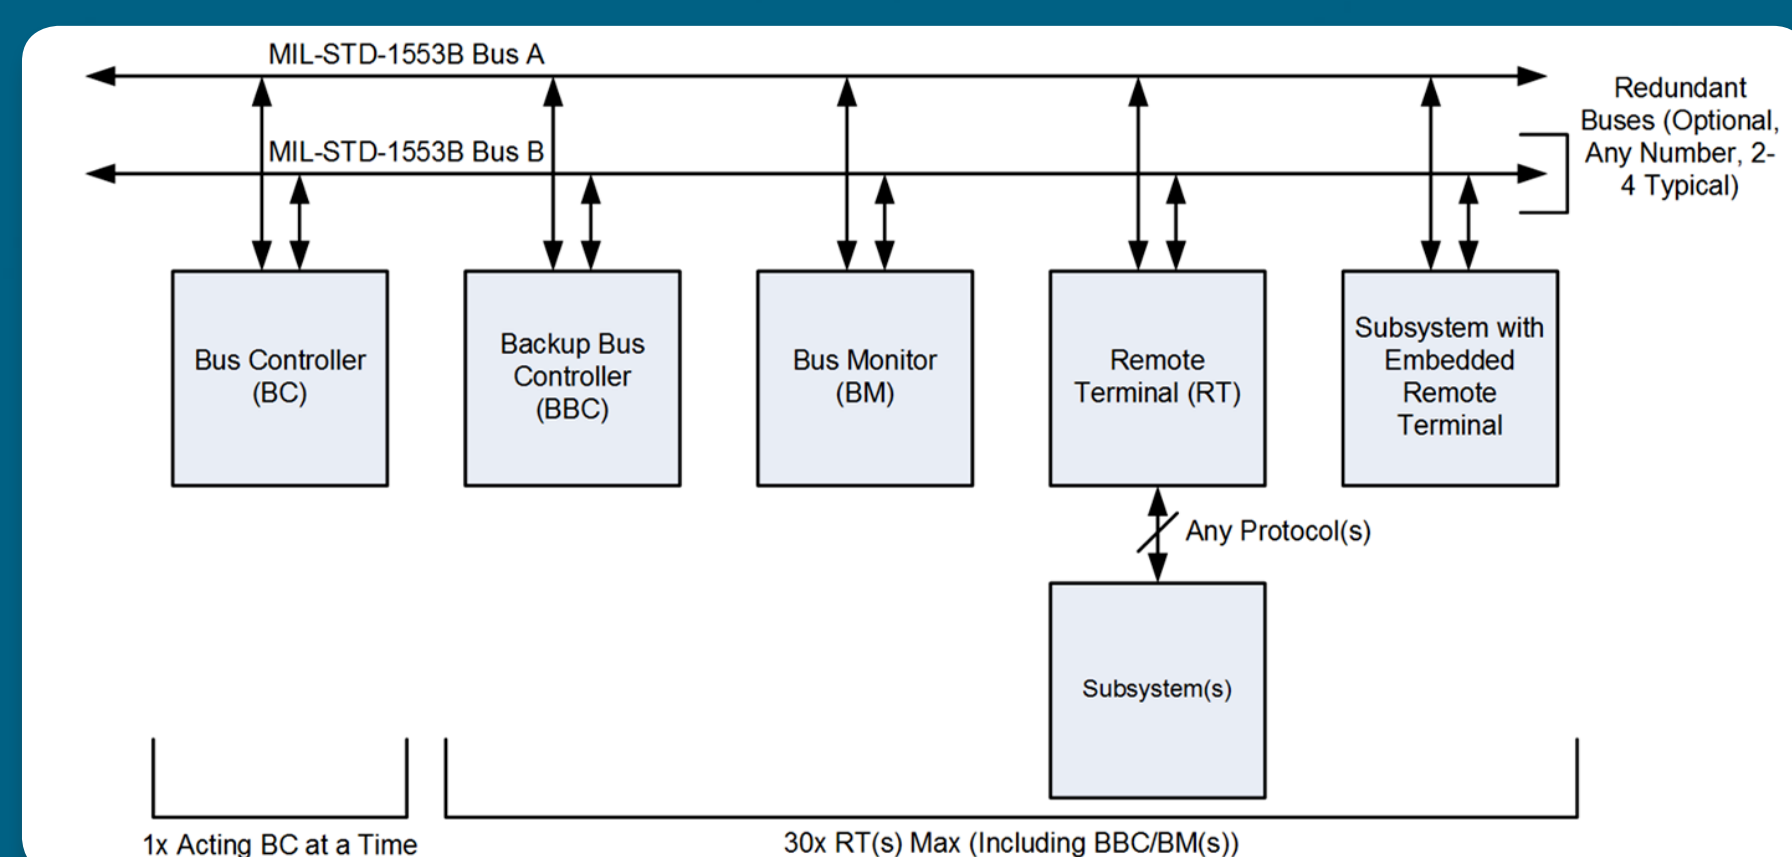 MIL-STD-1553B Bus A
MIL-STD-1553B Bus B
Redundant
Buses (Optional,
Any Number, 2-
4 Typical)
Bus Controller
(BC)
Backup Bus
Controller
(BBC)
Bus Monitor
(BM)
Remote
Terminal (RT)
Subsystem with
Embedded
Remote
Terminal
Any Protocol(s)
Subsystem(s)
1x Acting BC at a Time
30x RT(s) Max (Including BBC/BM(s))